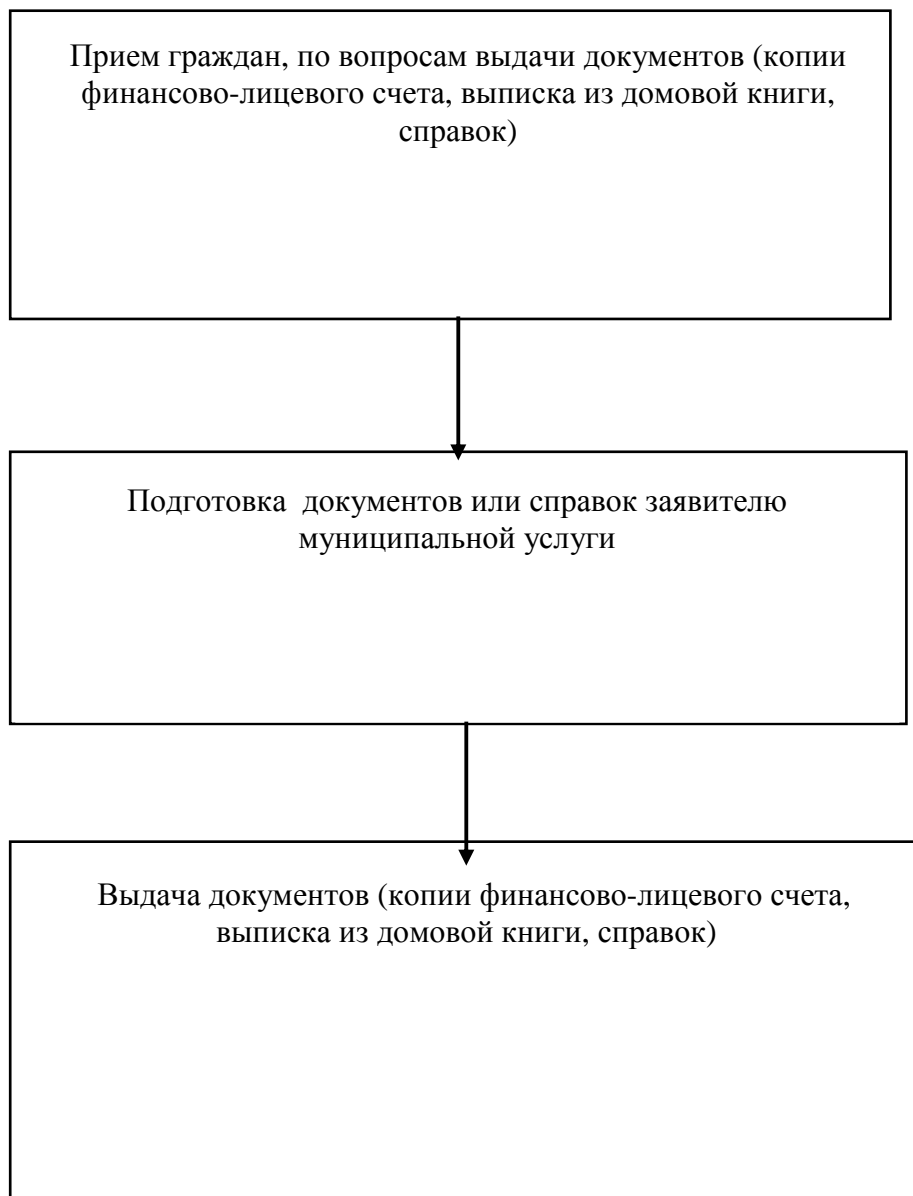 Прием граждан, по вопросам выдачи документов (копии
финансово-лицевого счета, выписка из домовой книги,
справок)
Подготовка  документов или справок заявителю
муниципальной услуги
Выдача документов (копии финансово-лицевого счета,
выписка из домовой книги, справок)